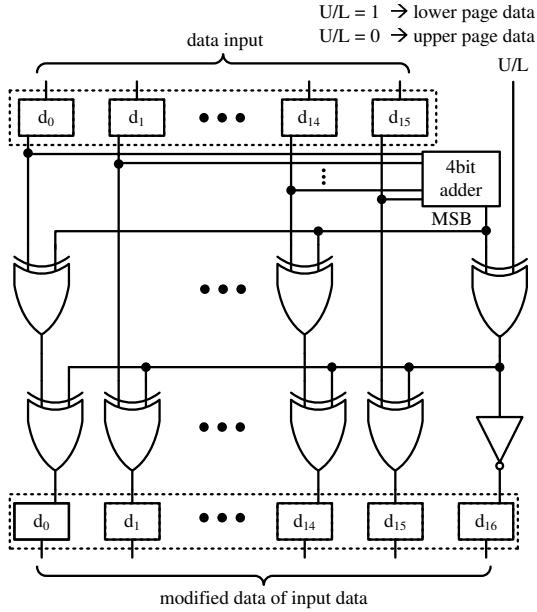 U/L = 1 → lower page data
U/L = 0 → upper page data
data input
U/L
d₀
d₁
d₁₄
d₁₅
4bit
adder
MSB
d₀
d₁
d₁₄
d₁₅
d₁₆
modified data of input data